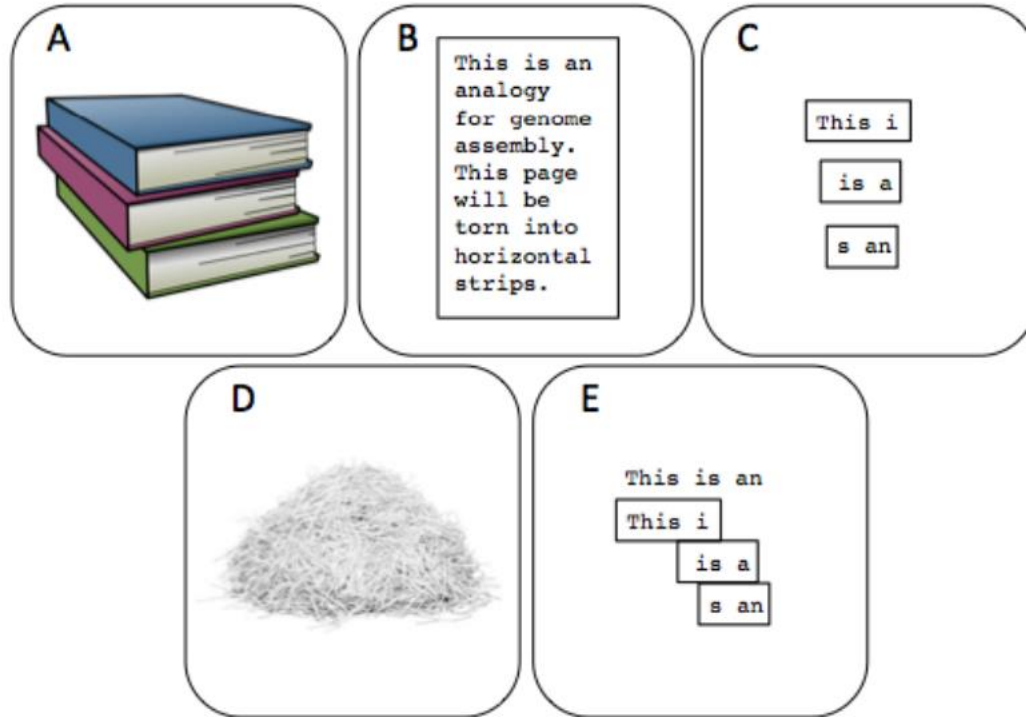 A
B
This is an
analogy
for genome
assembly.
This page
will be
torn into
horizontal
strips.
C
This i
is a
s an
D
E
This is an
This i
is a
s an